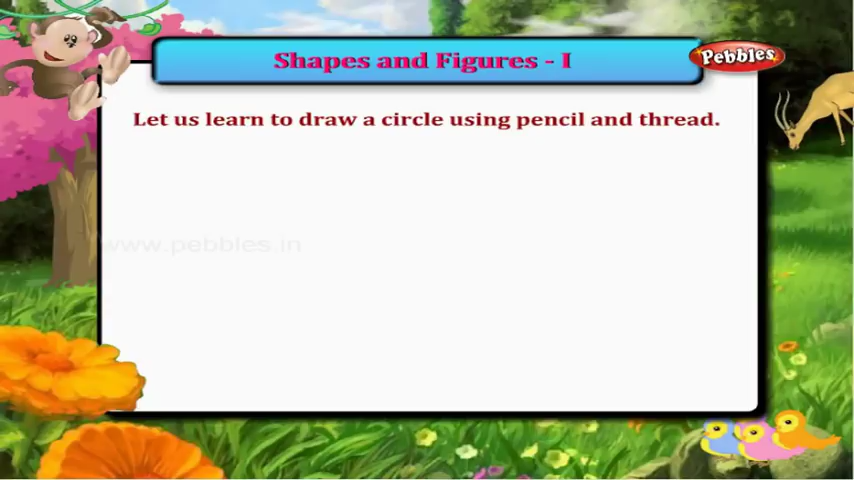 Shapes and Figures - I
Pebbles
Let us learn to draw a circle using pencil and thread.
www.pebbles.in